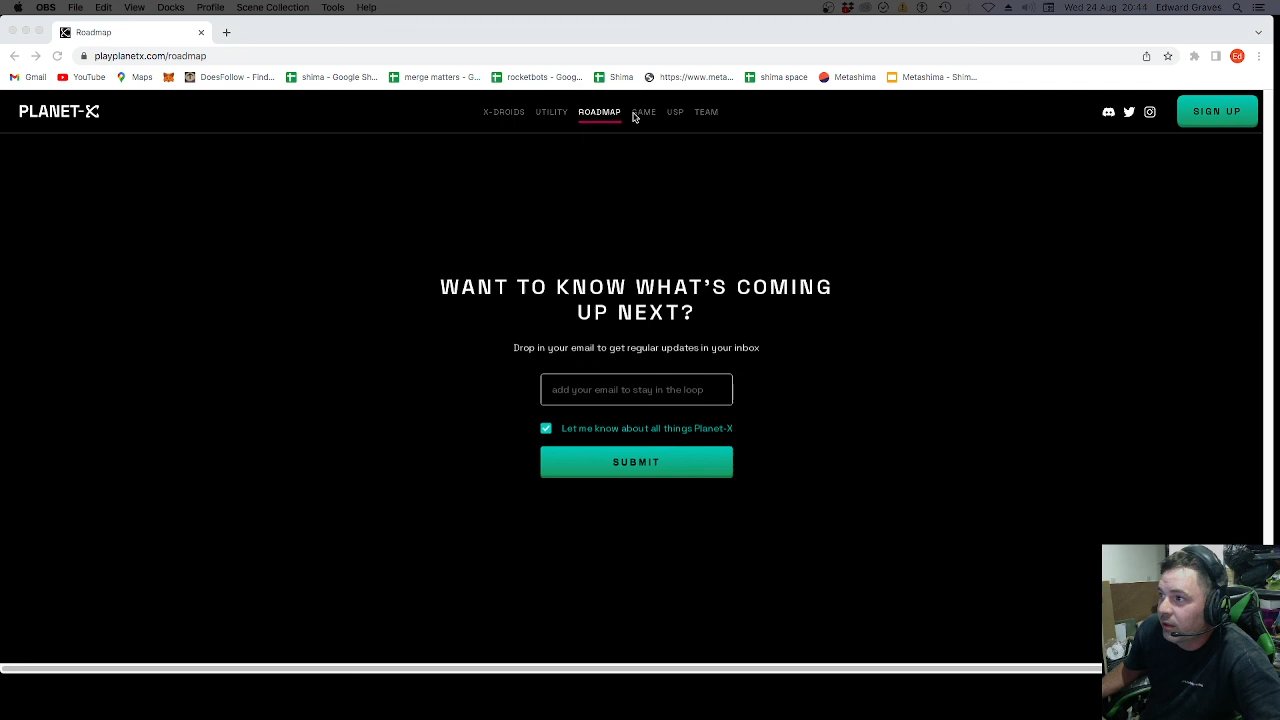 OBS File Edit View Docks Profile Scene Collection Tools Help Wed 24 Aug 20:44 Edward Graves
Roadmap
playplanetx.com/roadmap
Ed
Gmail YouTube Maps DoesFollow - Find... shima - Google Sh... merge matters - G... rocketbots - Goog... Shima https://www.meta... shima space Metashima Metashima - Shim...
PLANET-X X-DROIDS UTILITY ROADMAP GAME USP TEAM SIGN UP
WANT TO KNOW WHAT'S COMING
UP NEXT?
Drop in your email to get regular updates in your inbox
add your email to stay in the loop
Let me know about all things Planet-X
SUBMIT